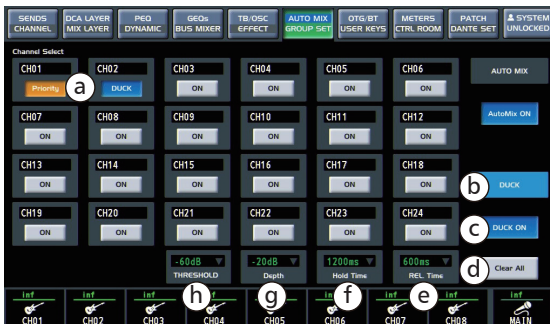 SENDS DCA LAYER PEQ GEQs TB/OSC AUTO MIX OTG/BT METERS PATCH SYSTEM
CHANNEL MIX LAYER DYNAMIC BUS MIXER EFFECT GROUP SET USER KEYS CTRL ROOM DANTE SET UNLOCKED
Channel Select
CH01 CH02 CH03 CH04 CH05 CH06 AUTO MIX
Priority a DUCK ON ON ON ON
CH07 CH08 CH09 CH10 CH11 CH12 AutoMix ON
ON ON ON ON ON ON
CH13 CH14 CH15 CH16 CH17 CH18
ON ON ON ON ON ON b DUCK
CH19 CH20 CH21 CH22 CH23 CH24
ON ON ON ON ON ON c DUCK ON
-60dB -20dB 1200ms 600ms d Clear All
THRESHOLD Depth Hold Time REL. Time
h g f e
inf inf inf inf inf inf inf inf inf
CH01 CH02 CH03 CH04 CH05 CH06 CH07 CH08 MAIN